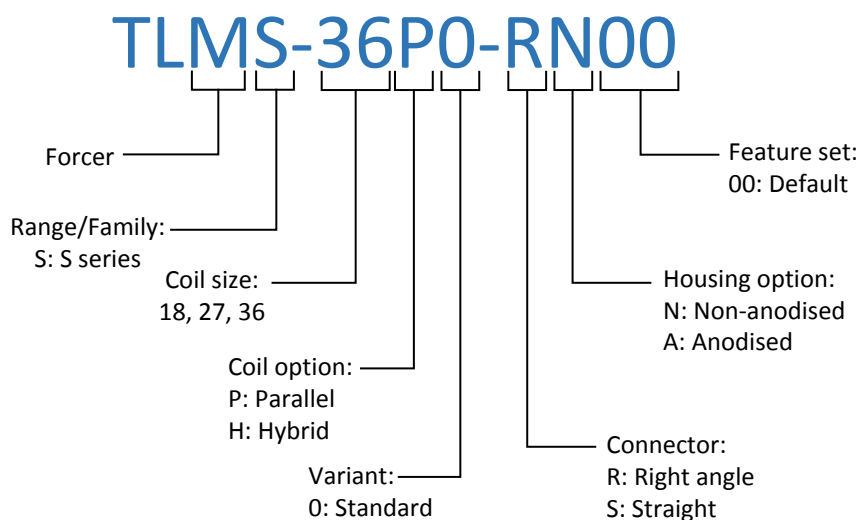 TLMS-36P0-RN00
Forcer
Feature set:
00: Default
Range/Family:
S: S series
Coil size:
18, 27, 36
Housing option:
N: Non-anodised
A: Anodised
Coil option:
P: Parallel
H: Hybrid
Connector:
R: Right angle
S: Straight
Variant:
0: Standard